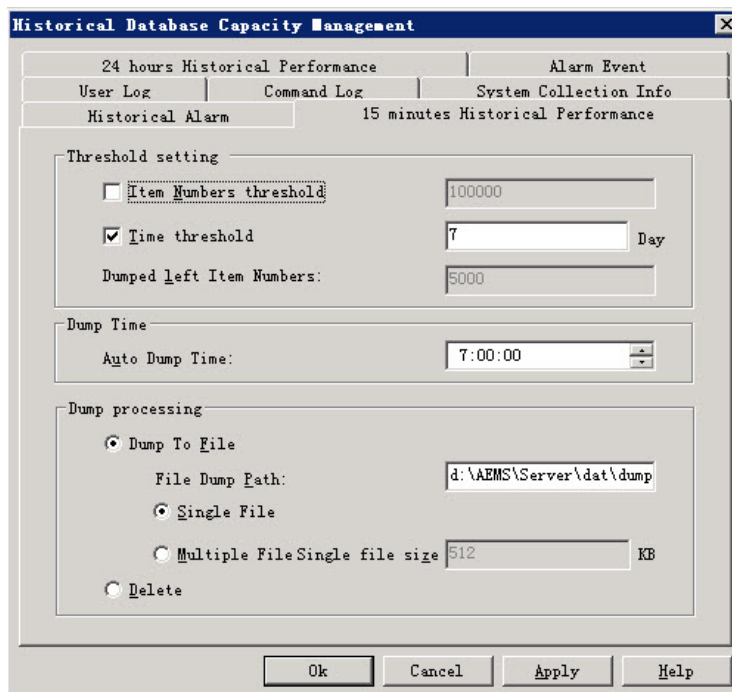 Historical Database Capacity Management
24 hours Historical Performance Alarm Event
User Log Command Log System Collection Info
Historical Alarm 15 minutes Historical Performance
Threshold setting
Item Numbers threshold 100000
Time threshold 7 Day
Dumped left Item Numbers: 5000
Dump Time
Auto Dump Time: 7:00:00
Dump processing
Dump To File
File Dump Path: d:\AEMS\Server\dat\dump
Single File
Multiple File Single file size 512 KB
Delete
Ok Cancel Apply Help